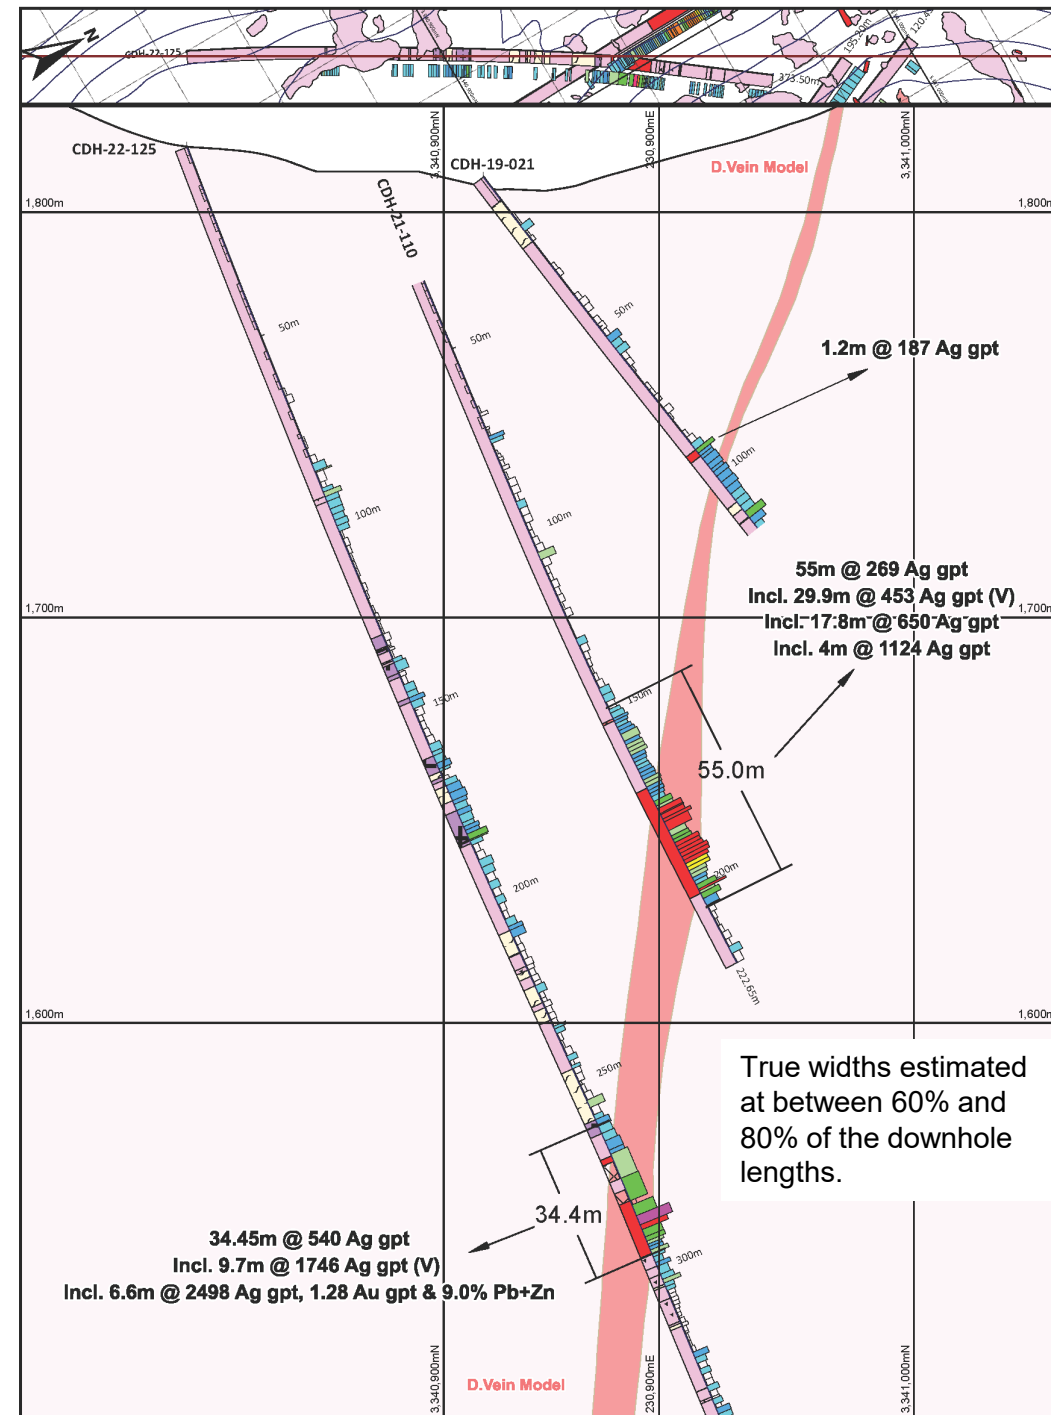 N
CDH-22-125
373.50m
195.20m
120.4
CDH-22-125
CDH-21-110
CDH-19-021
3,340,900mN
230,900mE
3,341,000mN
D.Vein Model
1,800m
1,800m
50m
50m
50m
1.2m @ 187 Ag gpt
100m
100m
100m
55m @ 269 Ag gpt
Incl. 29.9m @ 453 Ag gpt (V)
1,700m
1,700m
Incl. 17.8m @ 650 Ag gpt
Incl. 4m @ 1124 Ag gpt
150m
150m
55.0m
200m
200m
222.65m
1,600m
1,600m
True widths estimated
at between 60% and
80% of the downhole
lengths.
250m
34.4m
34.45m @ 540 Ag gpt
Incl. 9.7m @ 1746 Ag gpt (V)
Incl. 6.6m @ 2498 Ag gpt, 1.28 Au gpt & 9.0% Pb+Zn
300m
D.Vein Model
3,340,900mN
230,900mE
3,341,000mN